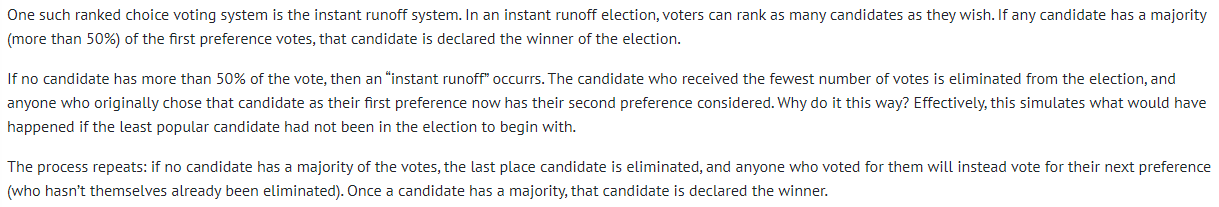 One such ranked choice voting system is the instant runoff system. In an instant runoff election, voters can rank as many candidates as they wish. If any candidate has a majority
(more than 50%) of the first preference votes, that candidate is declared the winner of the election.
If no candidate has more than 50% of the vote, then an “instant runoff” occurrs. The candidate who received the fewest number of votes is eliminated from the election, and
anyone who originally chose that candidate as their first preference now has their second preference considered. Why do it this way? Effectively, this simulates what would have
happened if the least popular candidate had not been in the election to begin with.
The process repeats: if no candidate has a majority of the votes, the last place candidate is eliminated, and anyone who voted for them will instead vote for their next preference
(who hasn’t themselves already been eliminated). Once a candidate has a majority, that candidate is declared the winner.